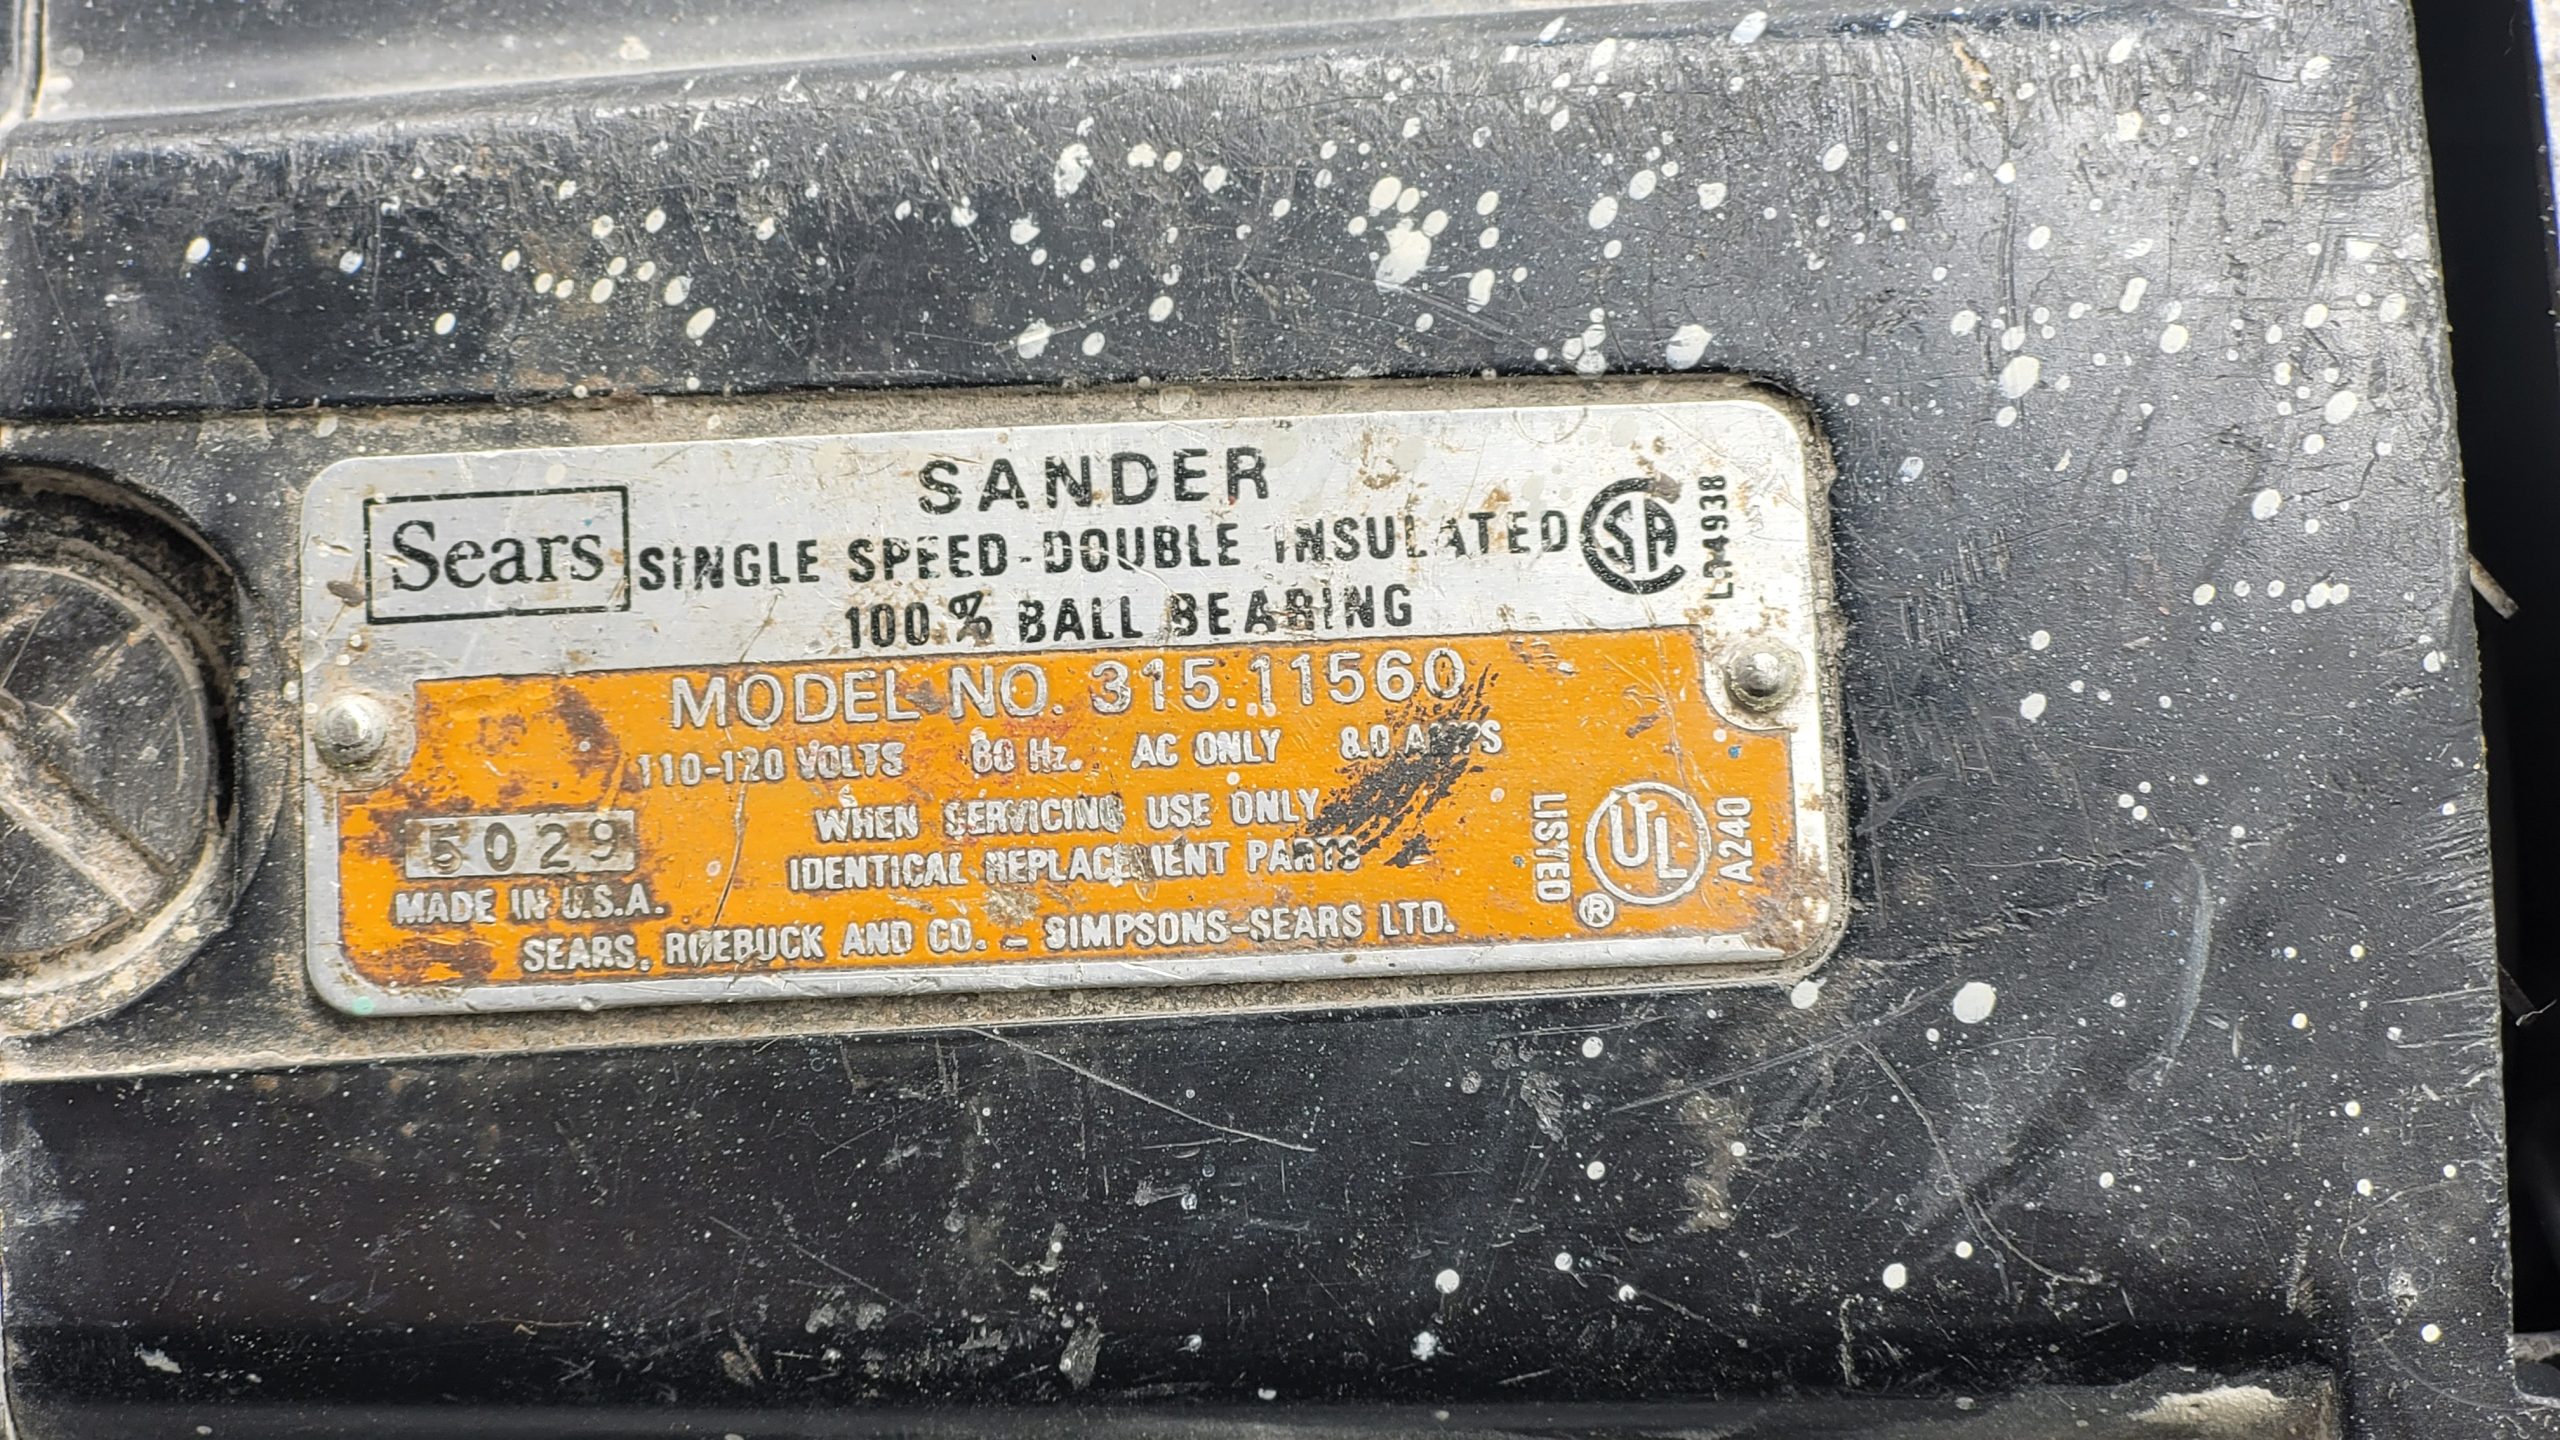 SANDER
Sears
SINGLE SPEED-DOUBLE INSULATED
100% BALL BEARING
CSA
LR4938
MODEL NO. 315.11560
110-120 VOLTS 60 Hz. AC ONLY 8.0 AMPS
WHEN SERVICING USE ONLY
IDENTICAL REPLACEMENT PARTS
5029
MADE IN U.S.A.
LISTED
UL
®
A240
SEARS, ROEBUCK AND CO. – SIMPSONS-SEARS LTD.